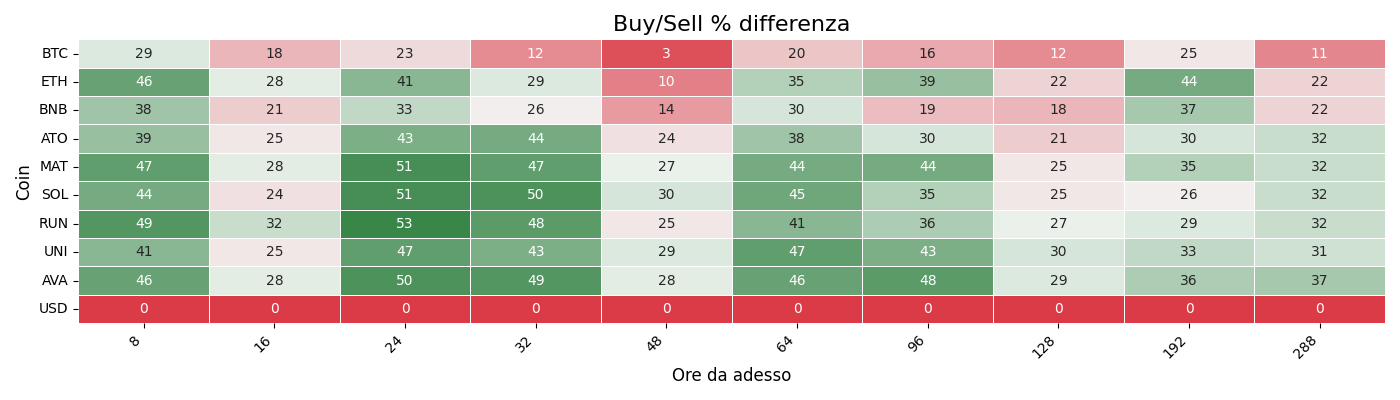 Buy/Sell % differenza
BTC 29 18 23 12 3 20 16 12 25 11
ETH 46 28 41 29 10 35 39 22 44 22
BNB 38 21 33 26 14 30 19 18 37 22
ATO 39 25 43 44 24 38 30 21 30 32
MAT 47 28 51 47 27 44 44 25 35 32
SOL 44 24 51 50 30 45 35 25 26 32
RUN 49 32 53 48 25 41 36 27 29 32
UNI 41 25 47 43 29 47 43 30 33 31
AVA 46 28 50 49 28 46 48 29 36 37
USD 0 0 0 0 0 0 0 0 0 0
Coin
8 16 24 32 48 64 96 128 192 288
Ore da adesso